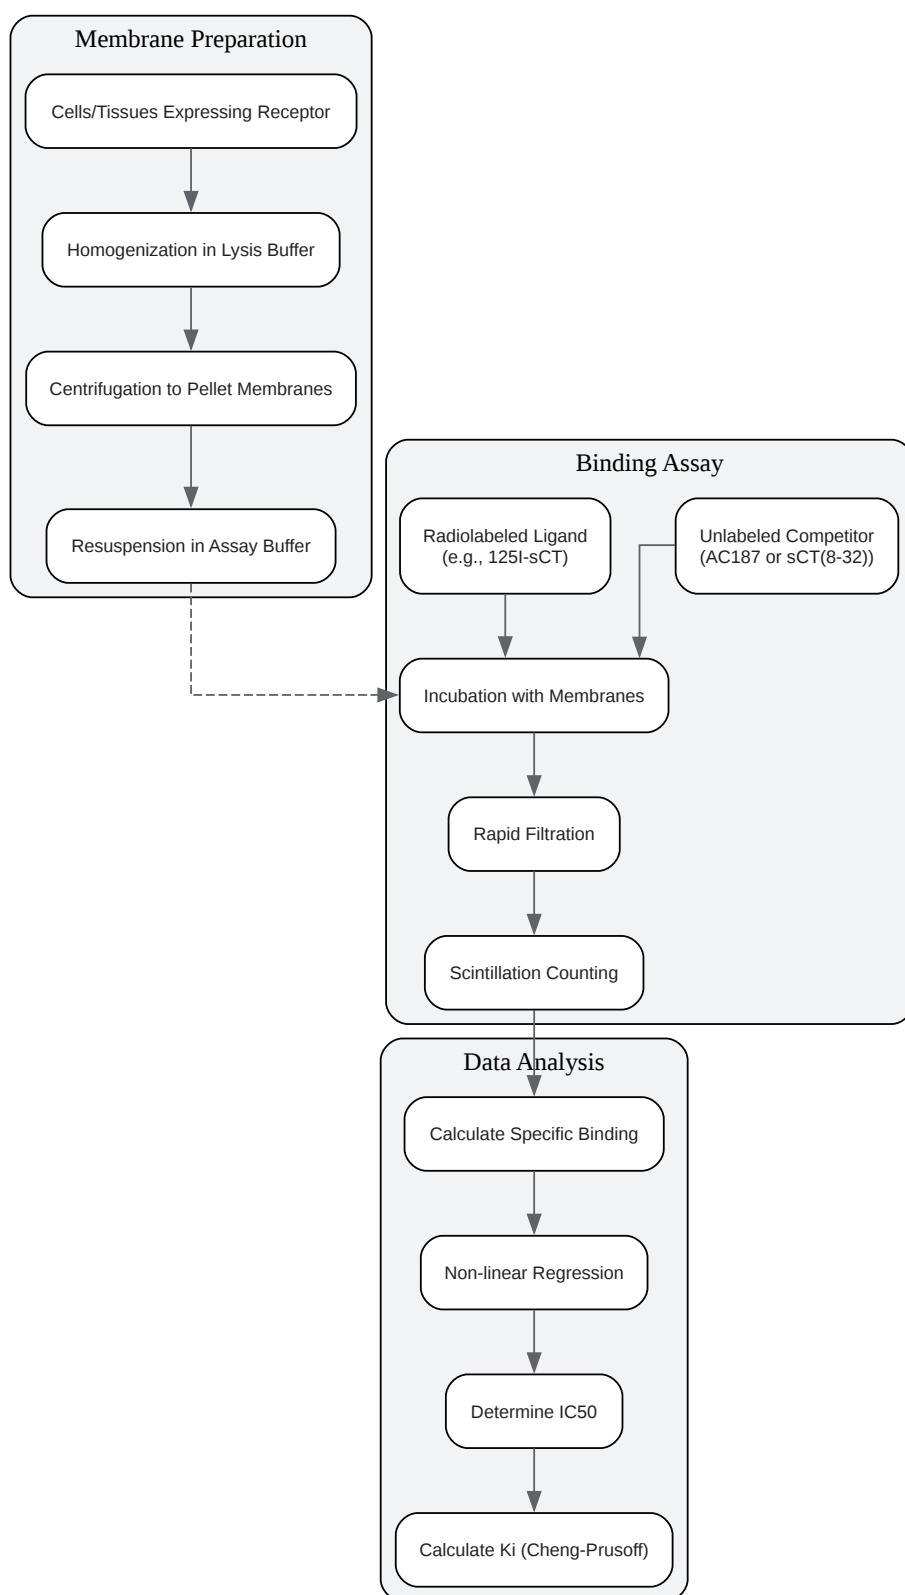 Membrane Preparation
Cells/Tissues Expressing Receptor
Homogenization in Lysis Buffer
Centrifugation to Pellet Membranes
Resuspension in Assay Buffer
Binding Assay
Radiolabeled Ligand
(e.g., 125I-sCT)
Unlabeled Competitor
(AC187 or sCT(8-32))
Incubation with Membranes
Rapid Filtration
Scintillation Counting
Data Analysis
Calculate Specific Binding
Non-linear Regression
Determine IC50
Calculate Ki (Cheng-Prusoff)